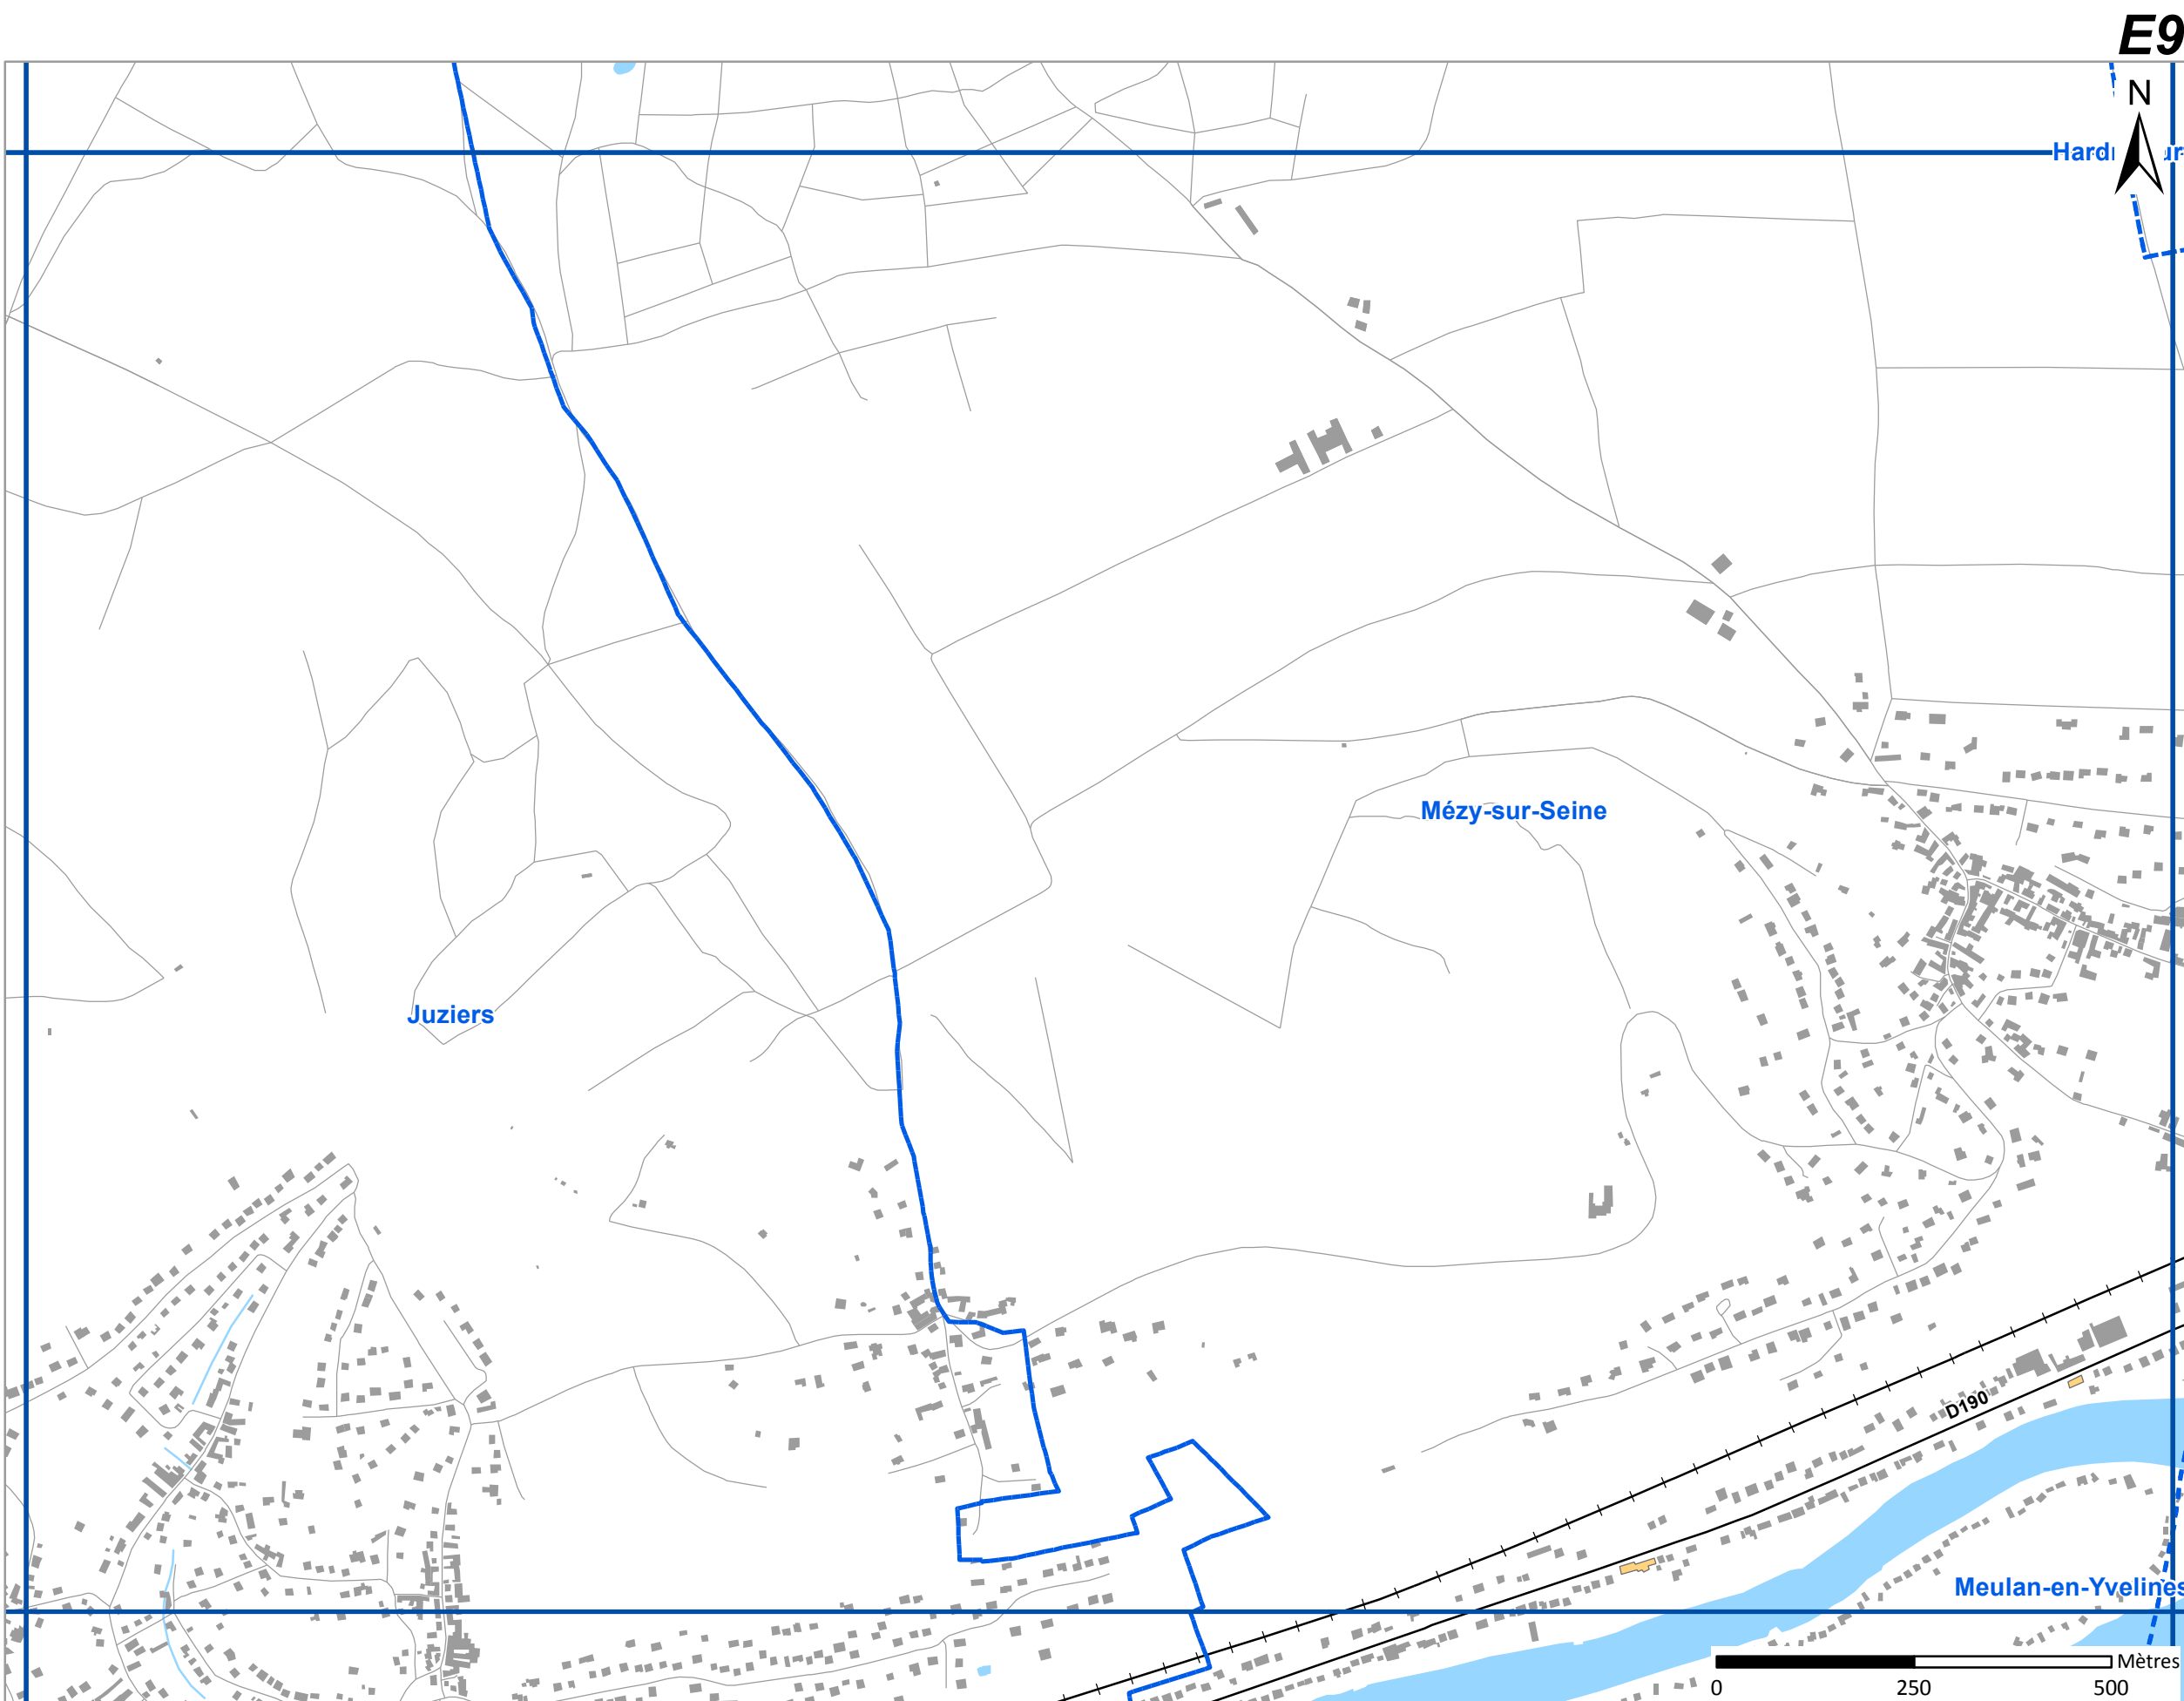 E9
N
Mézy-sur-Seine
Juziers
D190
Meulan-en-Yvelines
Mètres
0 250 500